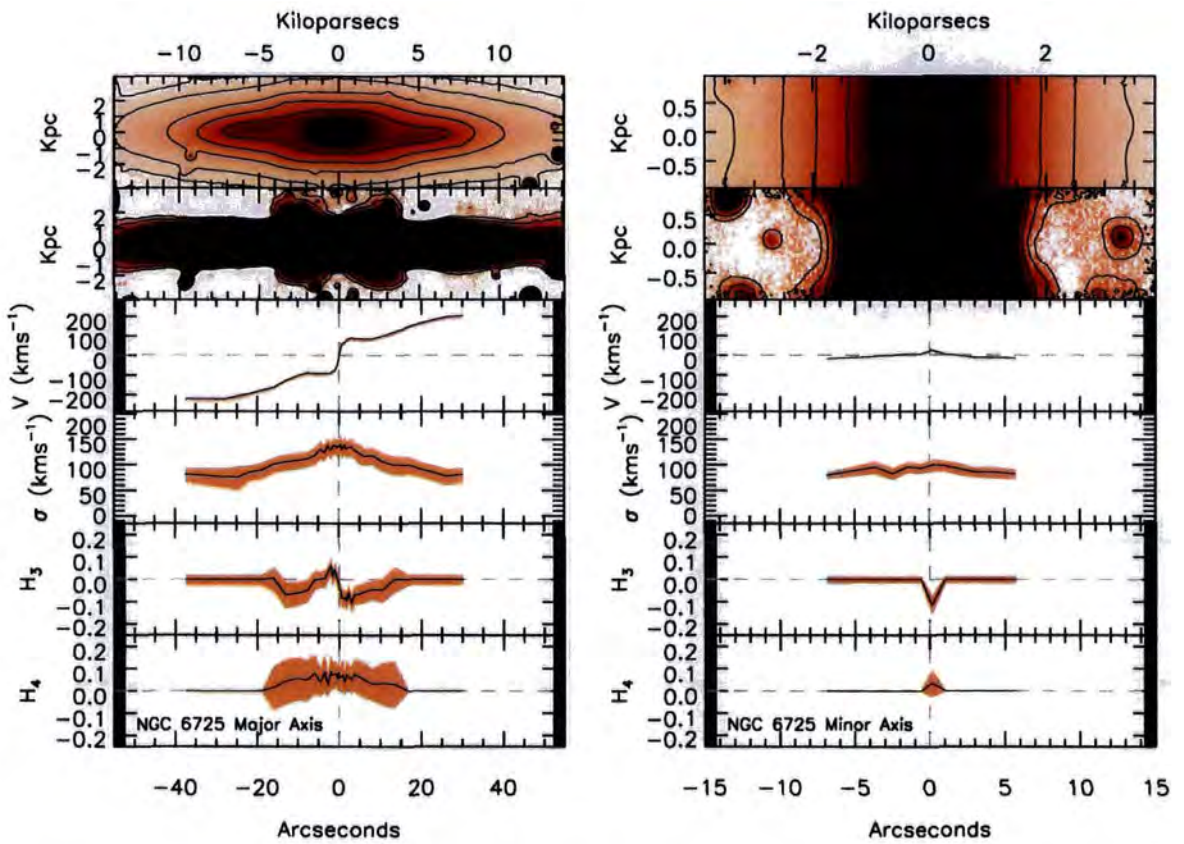 Kiloparsecs
-10 -5 0 5 10
Kpc
2
0
-2
Kpc
2
0
-2
V (kms⁻¹)
200
100
0
-100
-200
σ (kms⁻¹)
200
150
100
50
0
H₃
0.2
0.1
0.0
-0.1
-0.2
H₄
0.2
0.1
0.0
-0.1
-0.2
NGC 6725 Major Axis
-40 -20 0 20 40
Arcseconds
Kiloparsecs
-2 0 2
Kpc
0.5
0.0
-0.5
Kpc
0.5
0.0
-0.5
V (kms⁻¹)
200
100
0
-100
-200
σ (kms⁻¹)
200
150
100
50
0
H₃
0.2
0.1
0.0
-0.1
-0.2
H₄
0.2
0.1
0.0
-0.1
-0.2
NGC 6725 Minor Axis
-15 -10 -5 0 5 10 15
Arcseconds